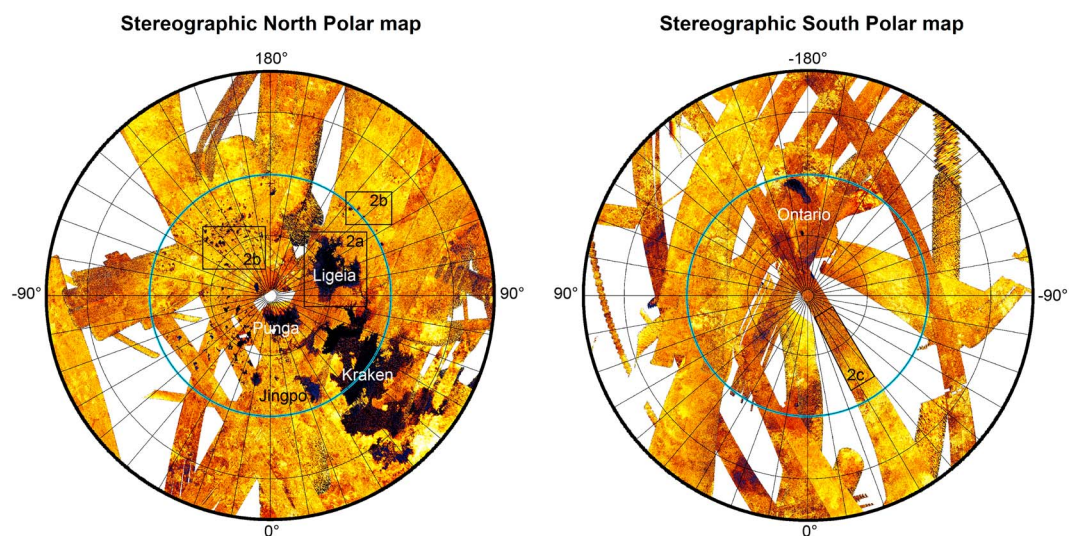 Stereographic North Polar map
180°
2b
2a
2b
Ligeia
-90°
90°
Punga
Kraken
Jingpo
0°
Stereographic South Polar map
-180°
Ontario
90°
-90°
2c
0°